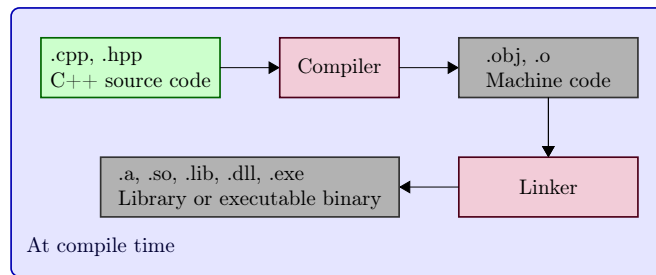 .cpp, .hpp
C++ source code
Compiler
.obj, .o
Machine code
.a, .so, .lib, .dll, .exe
Library or executable binary
Linker
At compile time